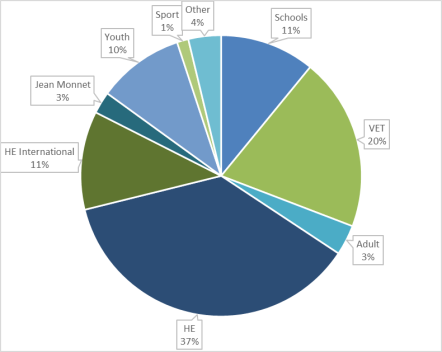 Schools
11%
VET
20%
Adult
3%
HE
37%
HE International
11%
Jean Monnet
3%
Youth
10%
Sport
1%
Other
4%